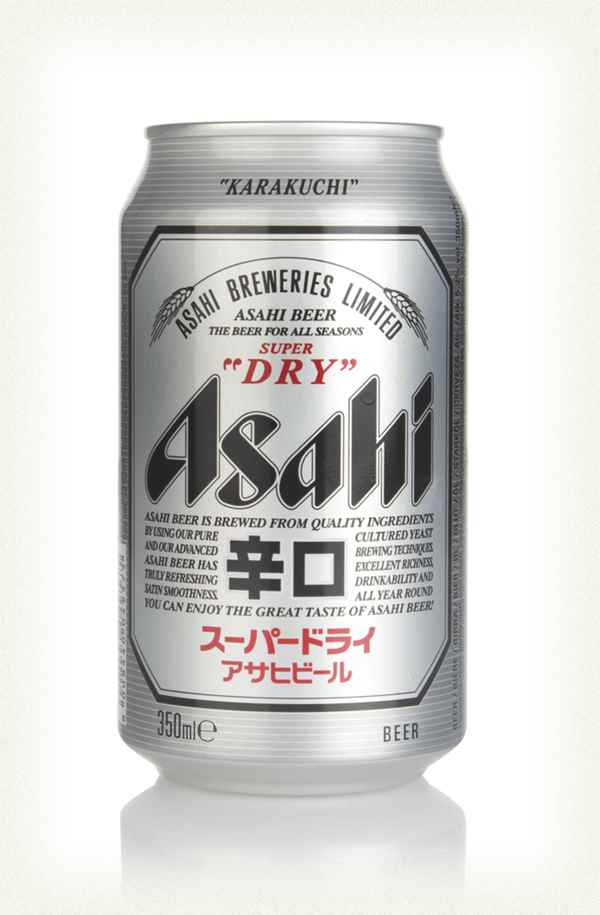 "KARAKUCHI"
ASAHI BREWERIES LIMITED
ASAHI BEER
THE BEER FOR ALL SEASONS
SUPER
"DRY"
Asahi
ASAHI BEER IS BREWED FROM QUALITY INGREDIENTS
BY USING OUR PURE CULTURED YEAST
AND OUR ADVANCED BREWING TECHNIQUES.
ASAHI BEER HAS EXCELLENT RICHNESS,
TRULY REFRESHING DRINKABILITY AND
SATIN SMOOTHNESS. ALL YEAR ROUND
辛口
YOU CAN ENJOY THE GREAT TASTE OF ASAHI BEER!
スーパードライ
アサヒビール
350ml℮
BEER